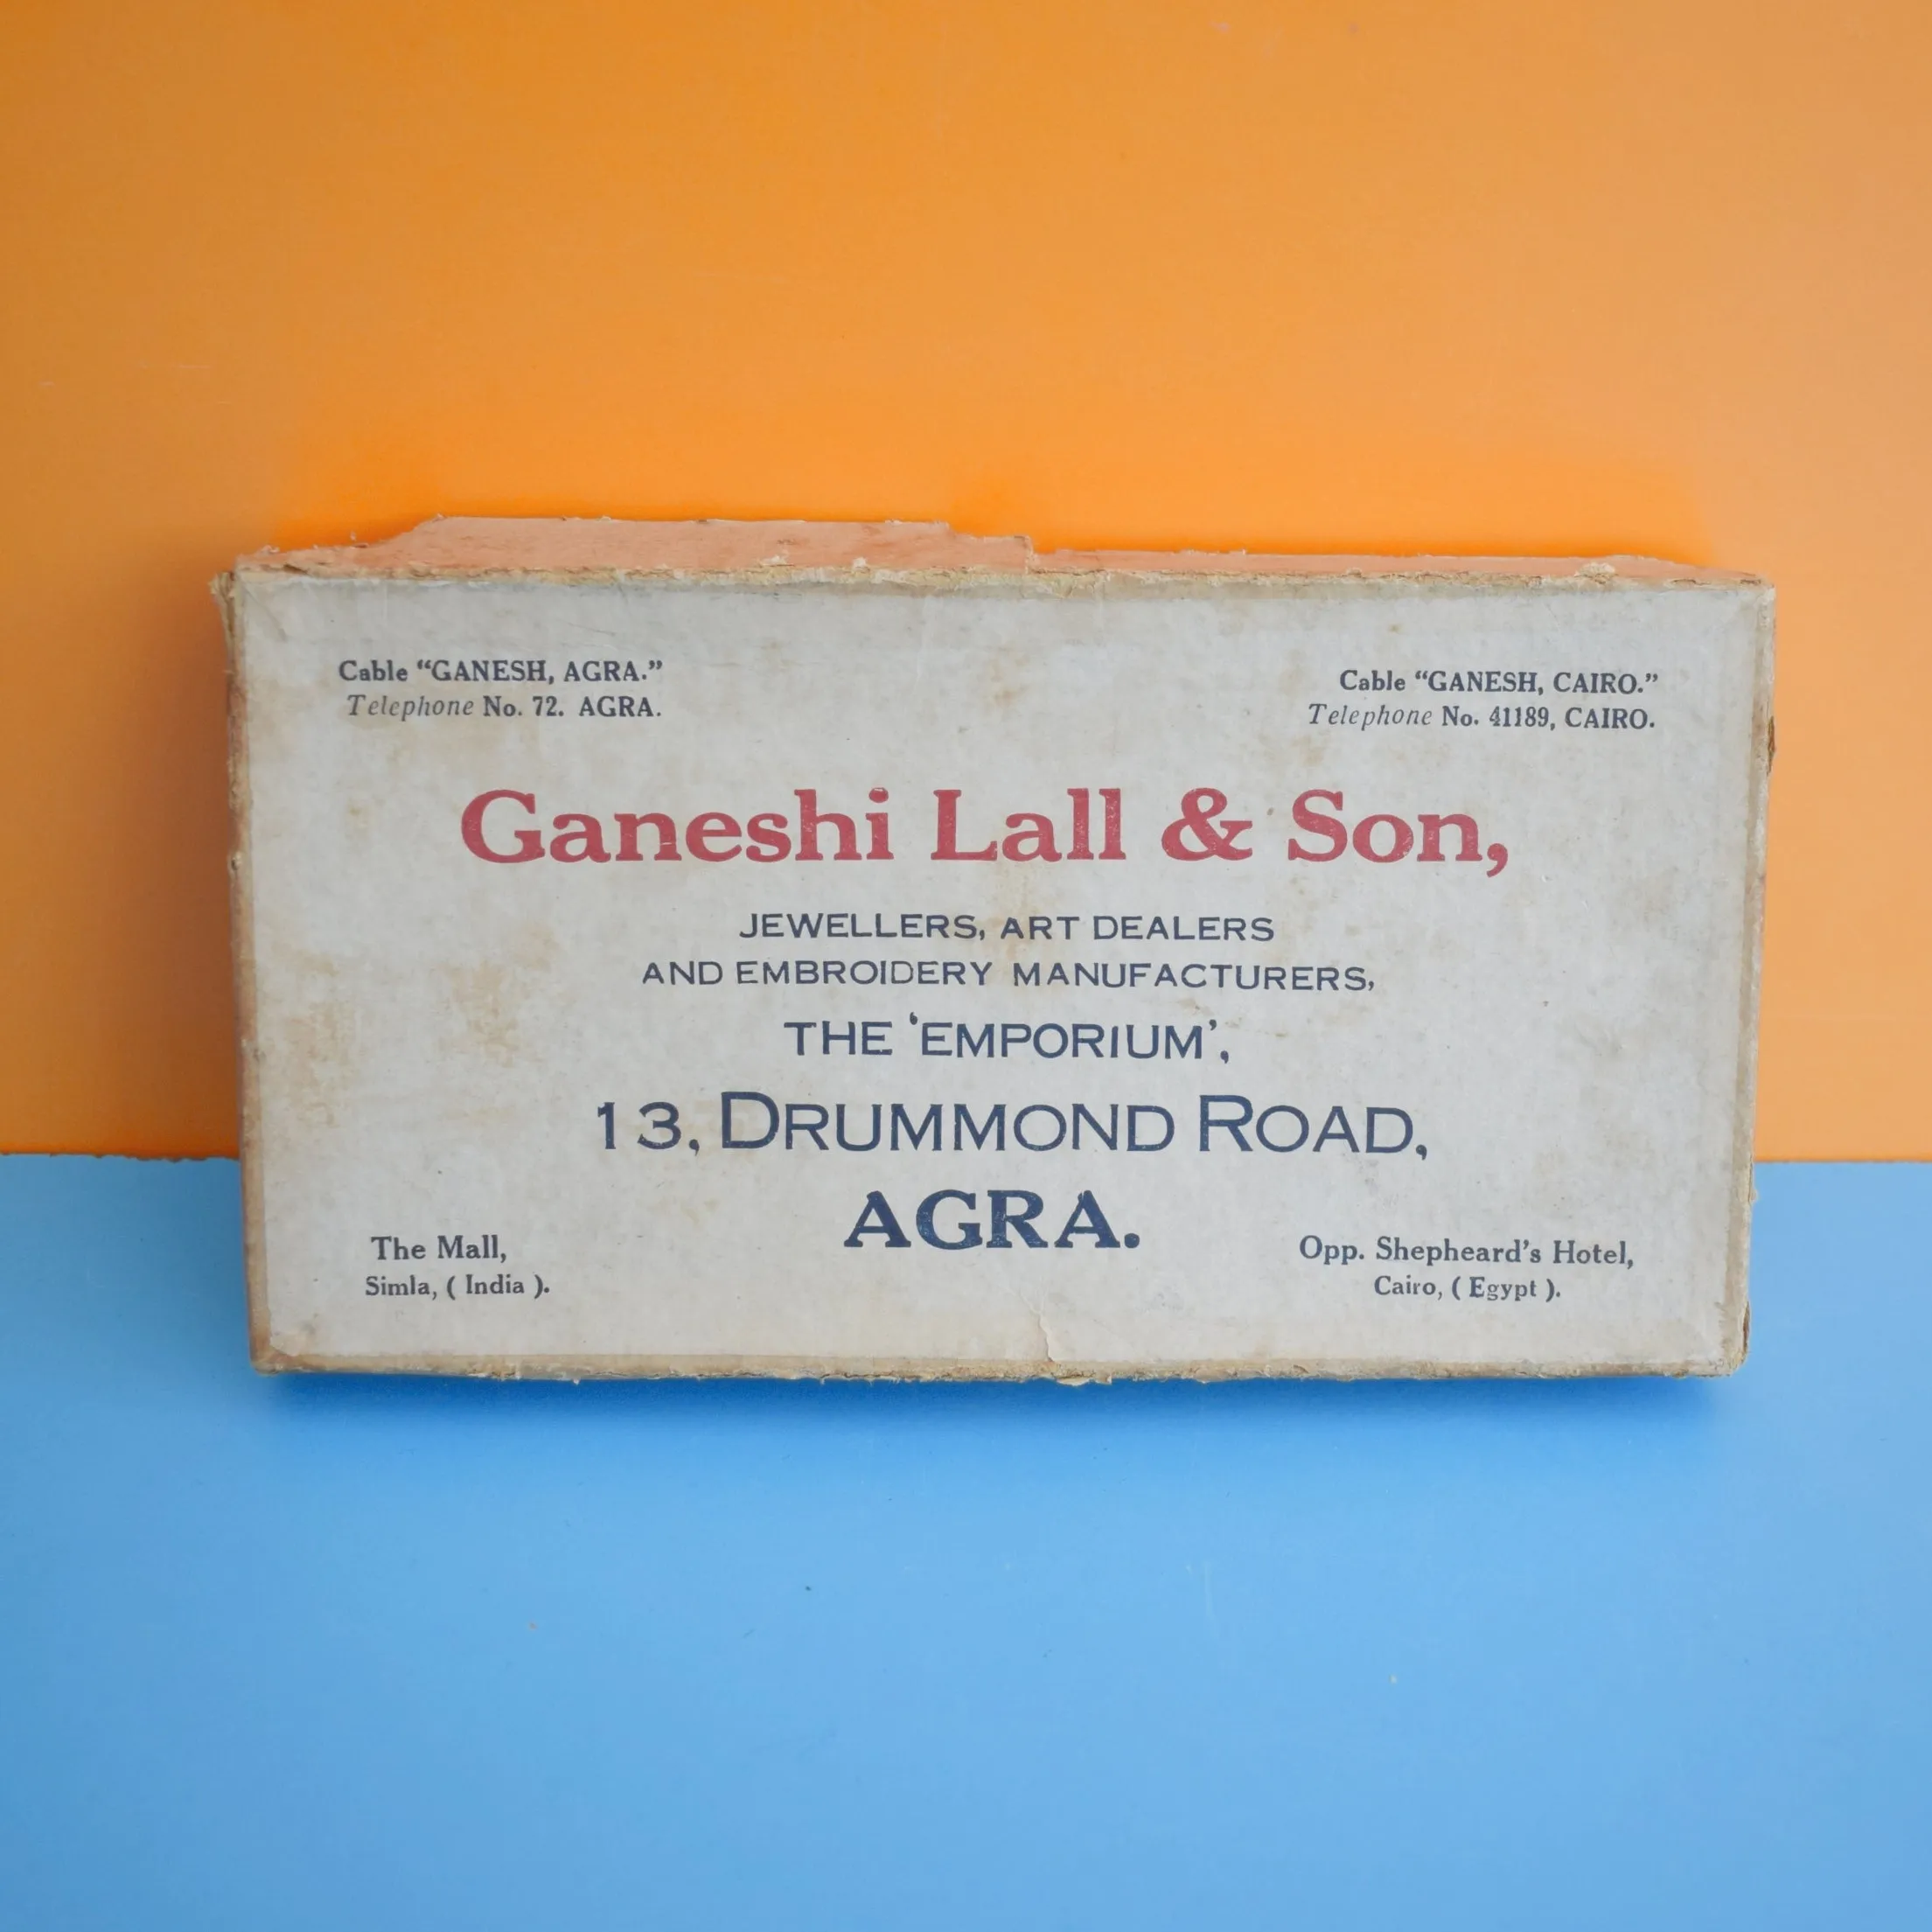 Cable “GANESH, AGRA.”
Telephone No. 72. AGRA.
Cable “GANESH, CAIRO.”
Telephone No. 41189, CAIRO.
Ganeshi Lall & Son,
JEWELLERS, ART DEALERS
AND EMBROIDERY MANUFACTURERS,
THE ‘EMPORIUM’,
13, DRUMMOND ROAD,
AGRA.
The Mall,
Simla, ( India ).
Opp. Shepheard’s Hotel,
Cairo, ( Egypt ).